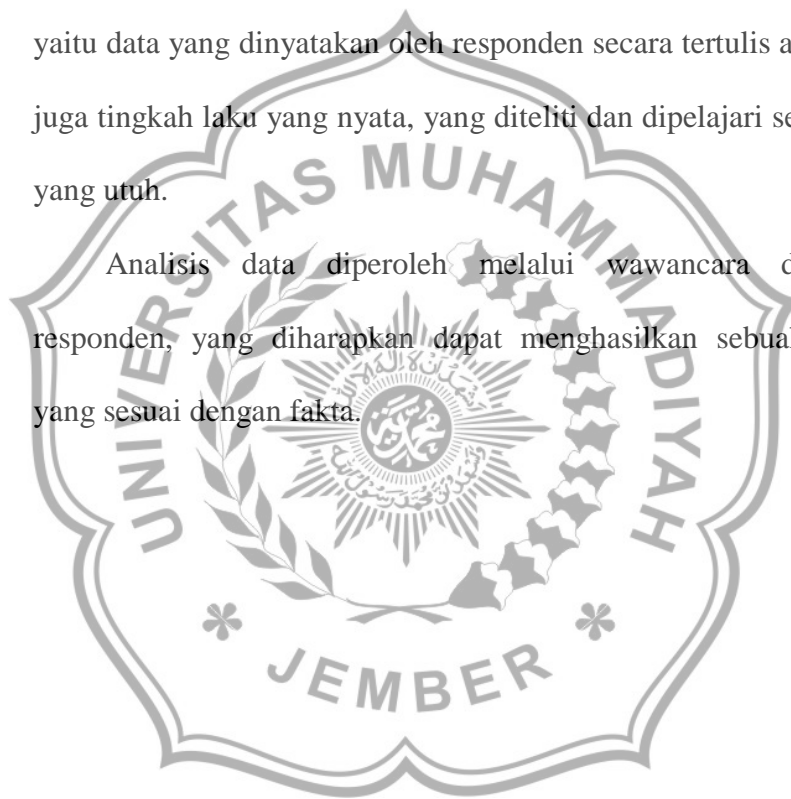 yaitu data yang dinyatakan oleh responden secara tertulis a
juga tingkah laku yang nyata, yang diteliti dan dipelajari se
yang utuh.
Analisis data diperoleh melalui wawancara d
responden, yang diharapkan dapat menghasilkan sebual
yang sesuai dengan fakta.
UNIVERSITAS MUHAMMADIYAH
JEMBER